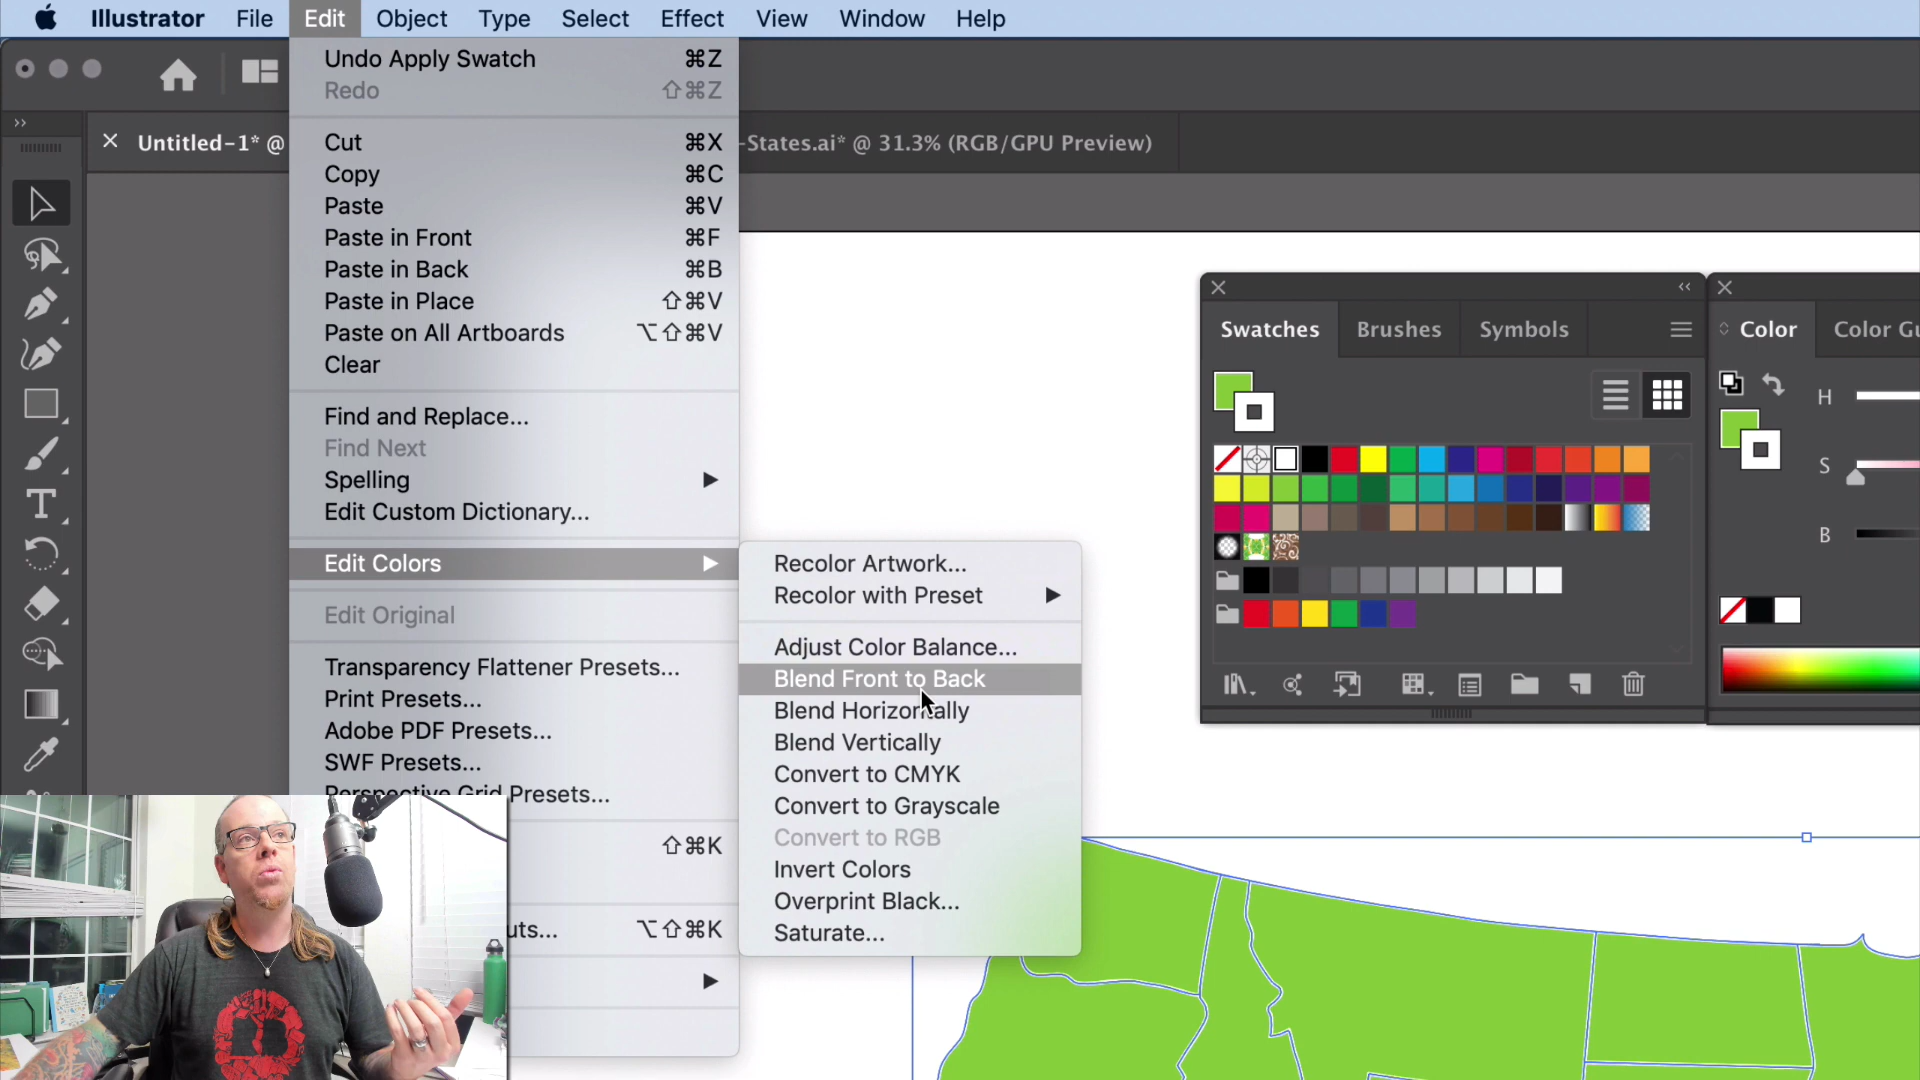 Illustrator File Edit Object Type Select Effect View Window Help
Undo Apply Swatch ⌘Z
Redo ⇧⌘Z
Untitled-1* @
-States.ai* @ 31.3% (RGB/GPU Preview)
Cut ⌘X
Copy ⌘C
Paste ⌘V
Paste in Front ⌘F
Paste in Back ⌘B
Paste in Place ⇧⌘V
Paste on All Artboards ⌥⇧⌘V
Clear
Find and Replace...
Find Next
Spelling
Edit Custom Dictionary...
Edit Colors
Edit Original
Transparency Flattener Presets...
Print Presets...
Adobe PDF Presets...
SWF Presets...
Perspective Grid Presets...
⇧⌘K
uts... ⌥⇧⌘K
Recolor Artwork...
Recolor with Preset
Adjust Color Balance...
Blend Front to Back
Blend Horizontally
Blend Vertically
Convert to CMYK
Convert to Grayscale
Convert to RGB
Invert Colors
Overprint Black...
Saturate...
Swatches Brushes Symbols
Color Color Gu
H
S
B